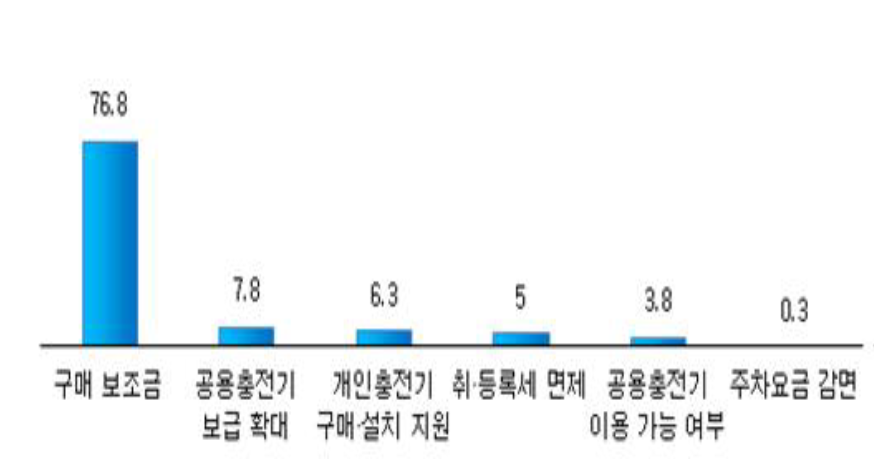 76.8
7.8
6.3
5
3.8
0.3
구매 보조금
공용충전기
보급 확대
개인충전기
구매·설치 지원
취·등록세 면제
공용충전기
이용 가능 여부
주차요금 감면